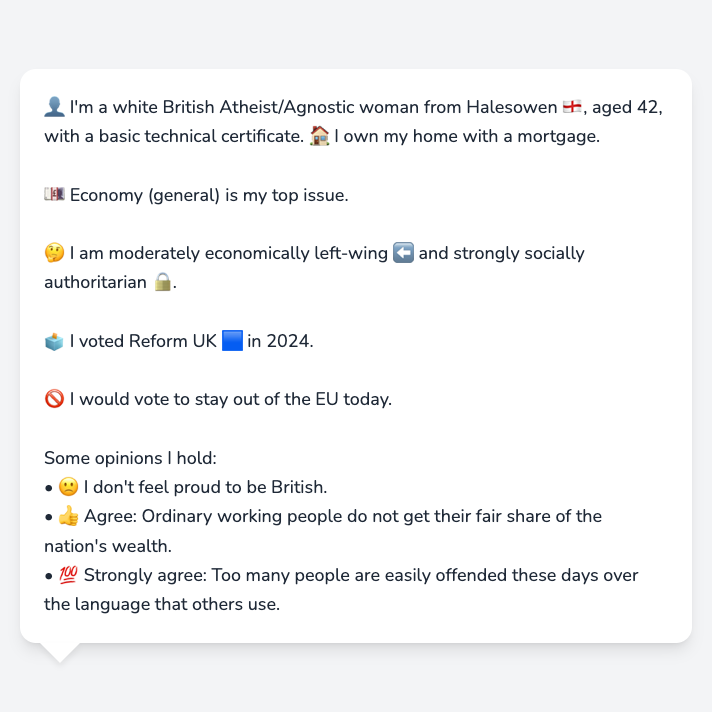 👤 I'm a white British Atheist/Agnostic woman from Halesowen 🏴󠁧󠁢󠁥󠁮󠁧󠁿, aged 42,
with a basic technical certificate. 🏠 I own my home with a mortgage.
💷 Economy (general) is my top issue.
🤔 I am moderately economically left-wing ⬅️ and strongly socially
authoritarian 🔒.
🗳️ I voted Reform UK 🟦 in 2024.
🚫 I would vote to stay out of the EU today.
Some opinions I hold:
• 🙁 I don't feel proud to be British.
• 👍 Agree: Ordinary working people do not get their fair share of the
nation's wealth.
• 💯 Strongly agree: Too many people are easily offended these days over
the language that others use.